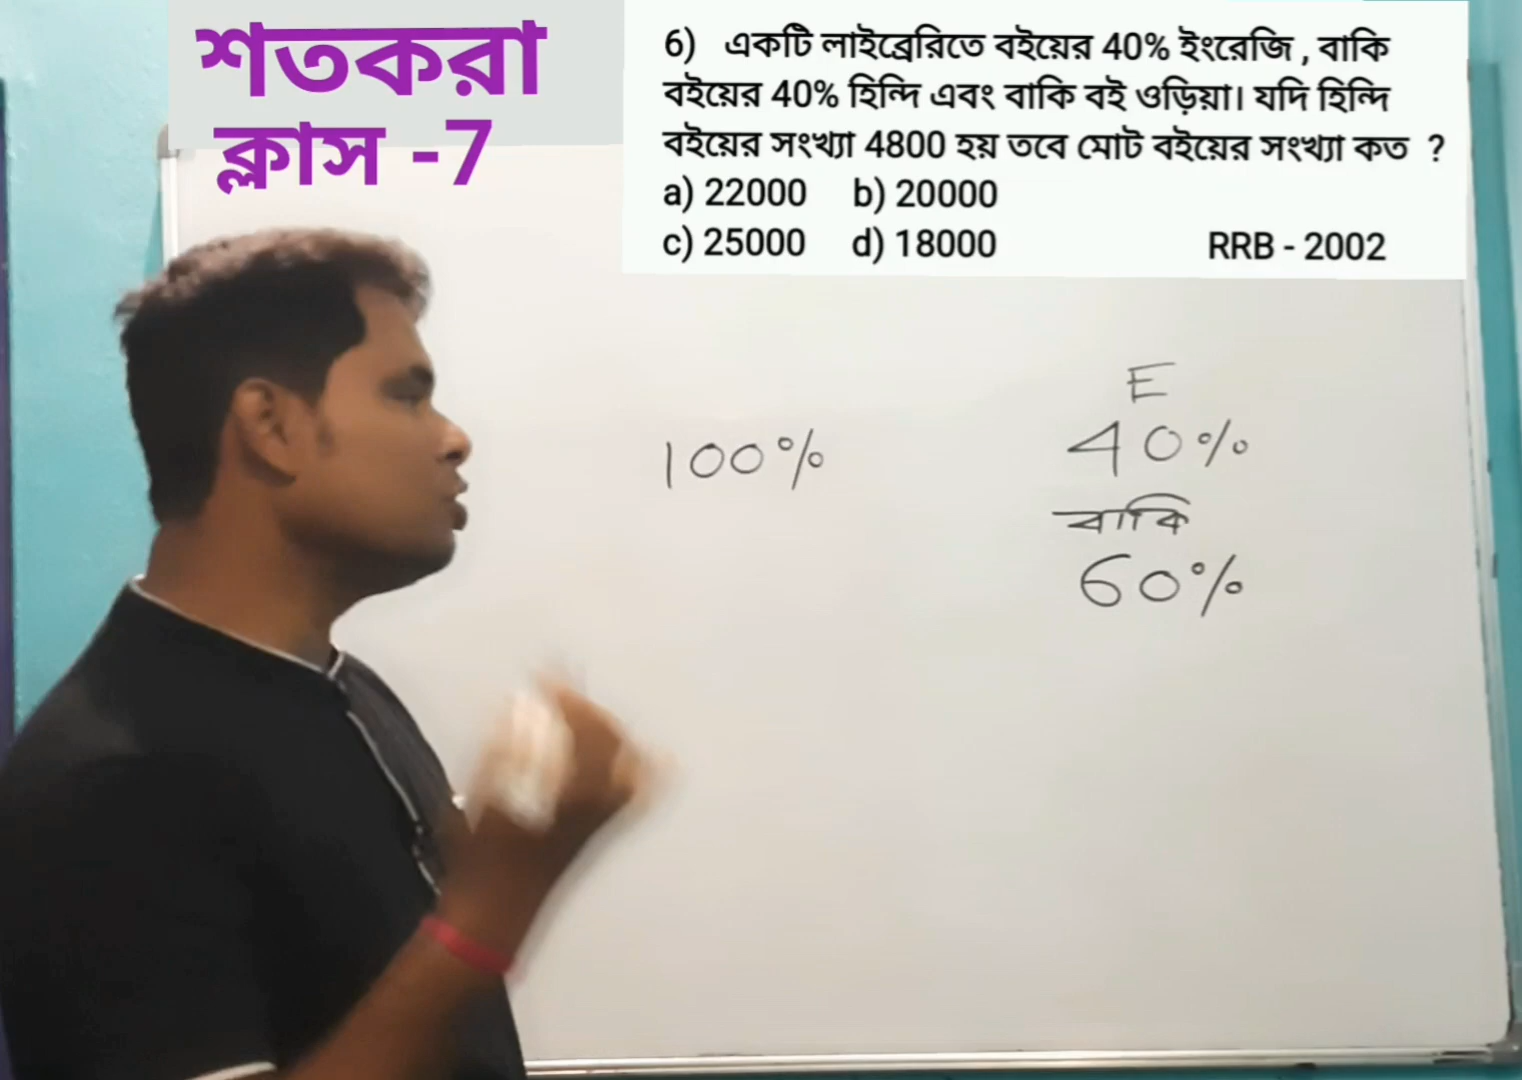 শতকরা
ক্লাস -7
6) একটি লাইব্রেরিতে বইয়ের 40% ইংরেজি , বাকি
বইয়ের 40% হিন্দি এবং বাকি বই ওড়িয়া। যদি হিন্দি
বইয়ের সংখ্যা 4800 হয় তবে মোট বইয়ের সংখ্যা কত ?
a) 22000 b) 20000
c) 25000 d) 18000 RRB - 2002
E
100% 40%
বাকি
60%